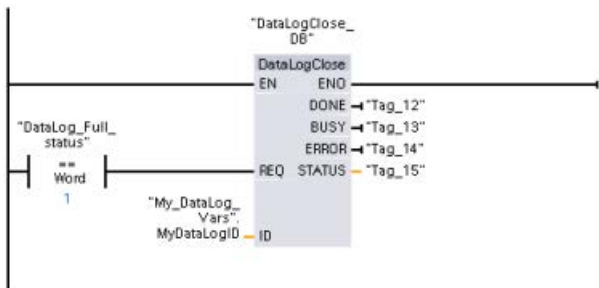 "DataLogClose_
DB"
DataLogClose
EN ENO
DONE "Tag_12"
BUSY "Tag_13"
"DataLog_Full_
status"
ERROR "Tag_14"
==
Word
1
REQ STATUS "Tag_15"
"My_DataLog_
Vars".
MyDataLogID ID